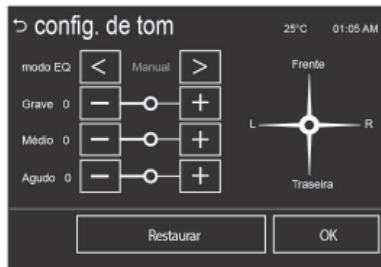 config. de tom 25°C 01:05 AM
modo EQ < Manual >
Frente
Grave 0 − +
L R
Médio 0 − +
Agudo 0 − +
Traseira
Restaurar OK